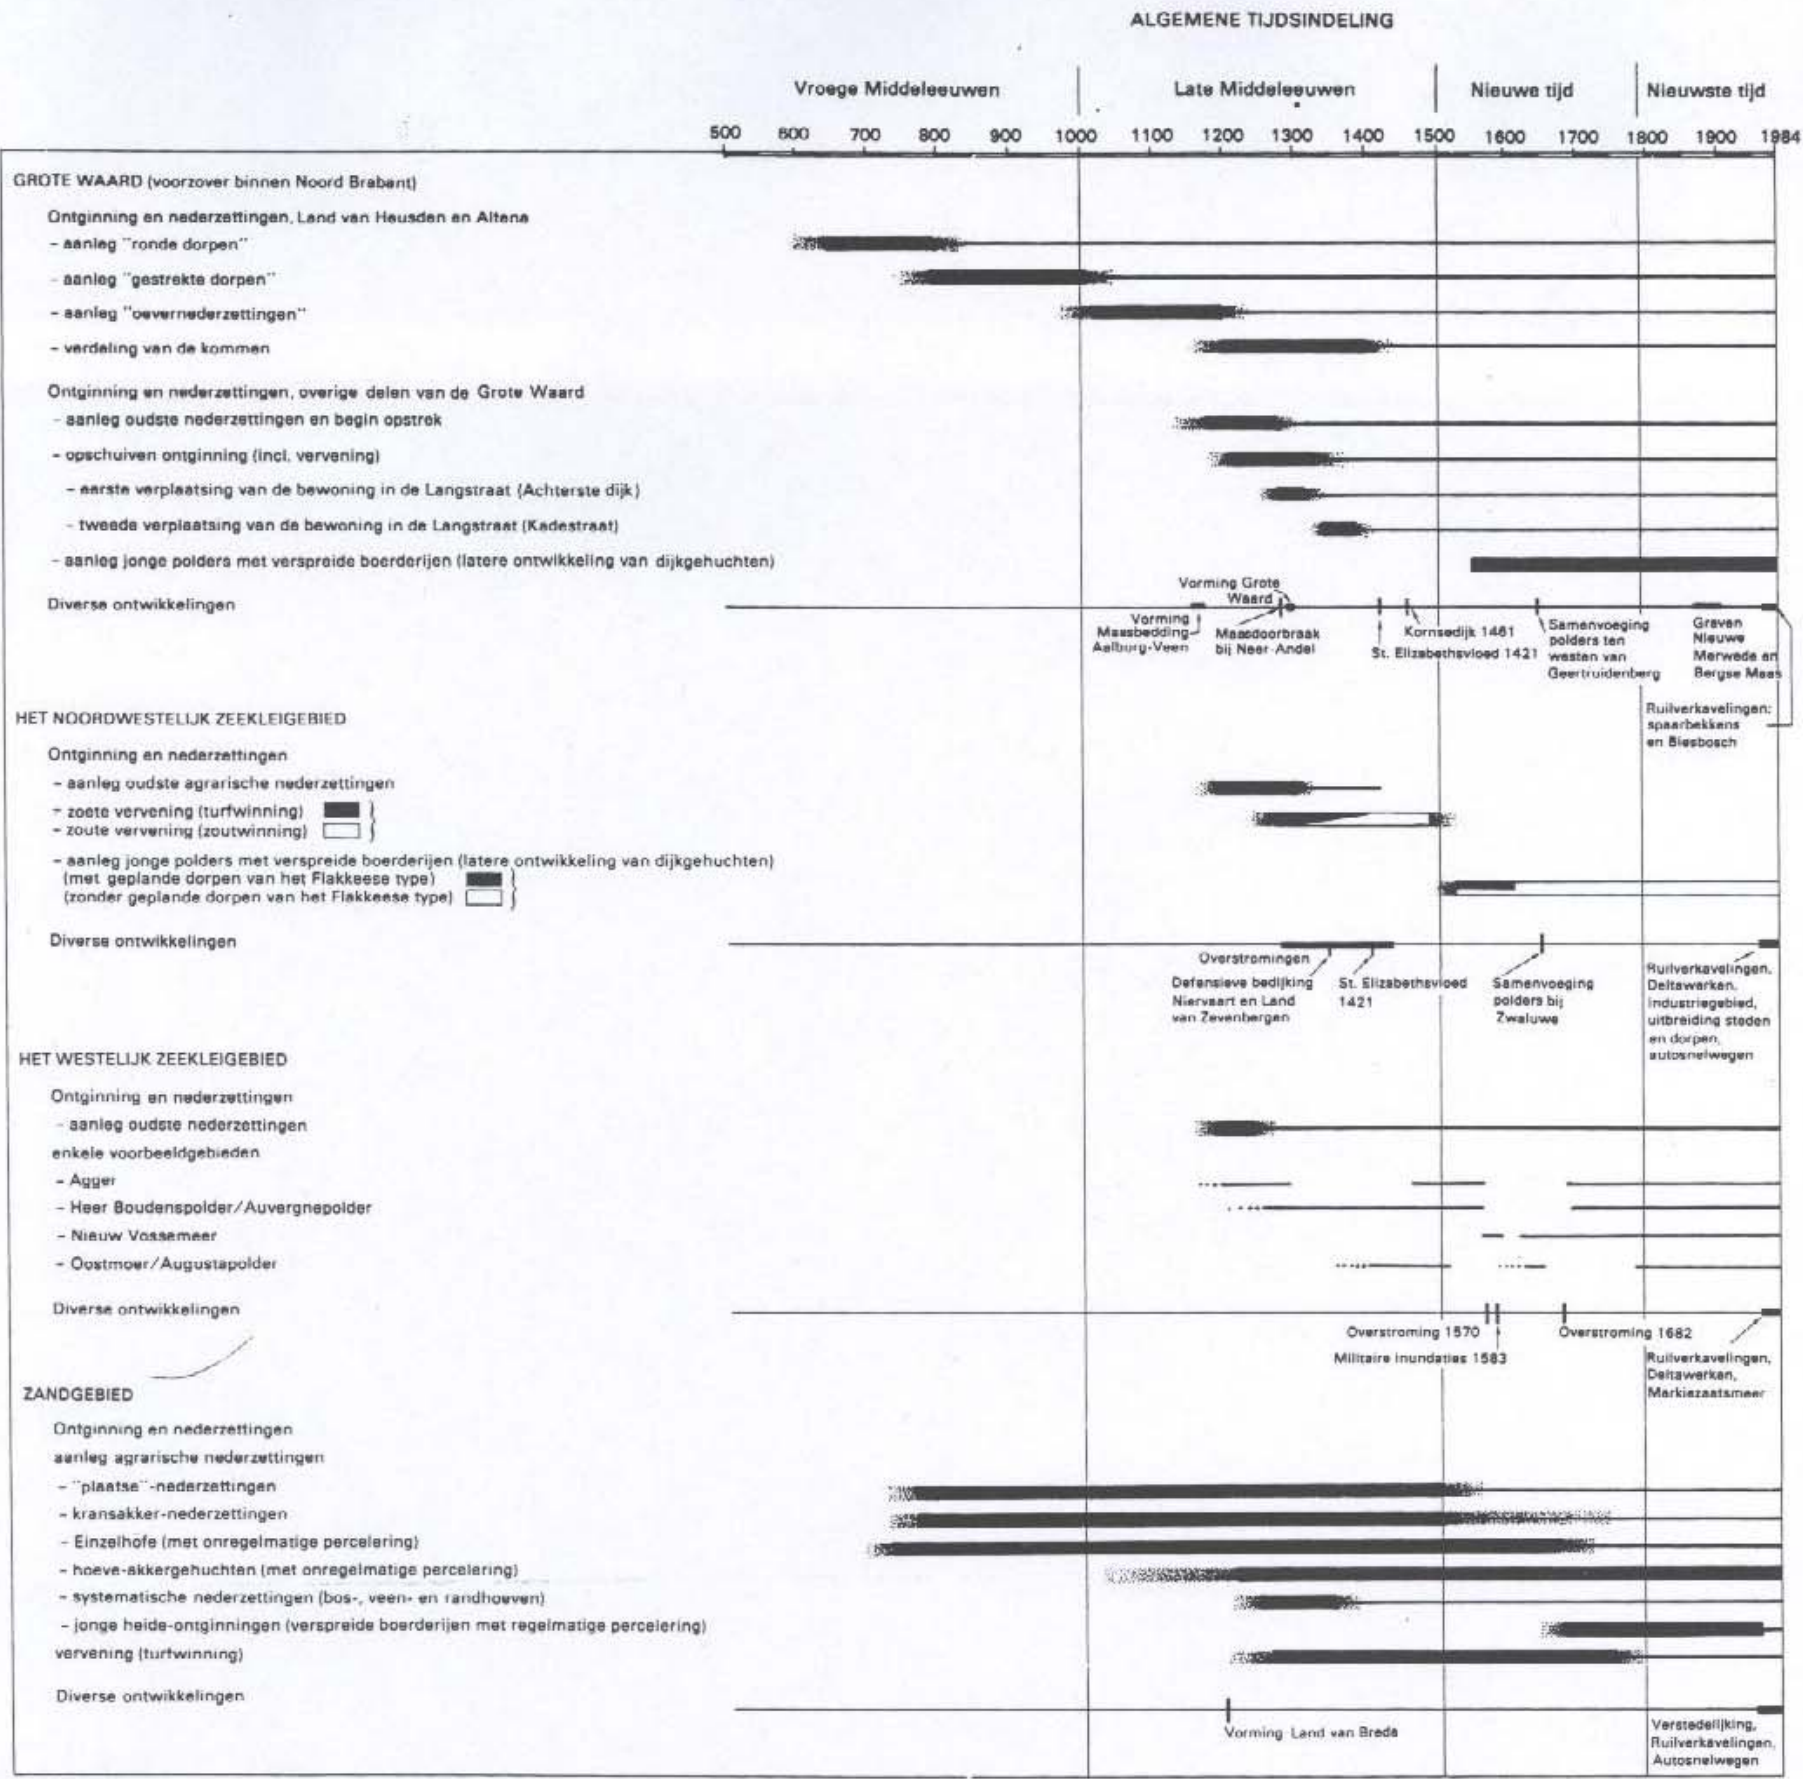 ALGEMENE TIJDSINDELING
Vroege Middeleeuwen Late Middeleeuwen Nieuwe tijd Nieuwste tijd
500 600 700 800 900 1000 1100 1200 1300 1400 1500 1600 1700 1800 1900 1984
GROTE WAARD (voorzover binnen Noord Brabant)
Ontginning en nederzettingen, Land van Heusden en Altena
- aanleg "ronde dorpen"
- aanleg "gestrekte dorpen"
- aanleg "oevernederzettingen"
- verdeling van de kommen
Ontginning en nederzettingen, overige delen van de Grote Waard
- aanleg oudste nederzettingen en begin opstrek
- opschuiven ontginning (incl. vervening)
- eerste verplaatsing van de bewoning in de Langstraat (Achterste dijk)
- tweede verplaatsing van de bewoning in de Langstraat (Kadestraat)
- aanleg jonge polders met verspreide boerderijen (latere ontwikkeling van dijkgehuchten)
Diverse ontwikkelingen
Vorming Grote
Waard
Vorming
Maasbedding
Aalburg-Veen
Maasdoorbraak
bij Neer-Andel
Kornsedijk 1461
St. Elizabethsvloed 1421
Samenvoeging
polders ten
westen van
Geertruidenberg
Graven
Nieuwe
Merwede en
Bergse Maas
Ruilverkavelingen;
spaarbekkens
en Biesbosch
HET NOORDWESTELIJK ZEEKLEIGEBIED
Ontginning en nederzettingen
- aanleg oudste agrarische nederzettingen
- zoete vervening (turfwinning)
- zoute vervening (zoutwinning)
- aanleg jonge polders met verspreide boerderijen (latere ontwikkeling van dijkgehuchten)
(met geplande dorpen van het Flakkeese type)
(zonder geplande dorpen van het Flakkeese type)
Diverse ontwikkelingen
Overstromingen
Defensieve bedijking
Niervaart en Land
van Zevenbergen
St. Elizabethsvloed
1421
Samenvoeging
polders bij
Zwaluwe
Ruilverkavelingen,
Deltawerken,
industriegebied,
uitbreiding steden
en dorpen,
autosnelwegen
HET WESTELIJK ZEEKLEIGEBIED
Ontginning en nederzettingen
- aanleg oudste nederzettingen
enkele voorbeeldgebieden
- Agger
- Heer Boudenspolder/Auvergnepolder
- Nieuw Vossemeer
- Oostmoer/Augustapolder
Diverse ontwikkelingen
Overstroming 1570
Militaire inundaties 1583
Overstroming 1682
Ruilverkavelingen,
Deltawerken,
Markiezaatsmeer
ZANDGEBIED
Ontginning en nederzettingen
aanleg agrarische nederzettingen
- "plaatse"-nederzettingen
- kransakker-nederzettingen
- Einzelhöfe (met onregelmatige percelering)
- hoeve-akkergehuchten (met onregelmatige percelering)
- systematische nederzettingen (bos-, veen- en randhoeven)
- jonge heide-ontginningen (verspreide boerderijen met regelmatige percelering)
vervening (turfwinning)
Diverse ontwikkelingen
Vorming Land van Breda
Verstedelijking,
Ruilverkavelingen,
Autosnelwegen